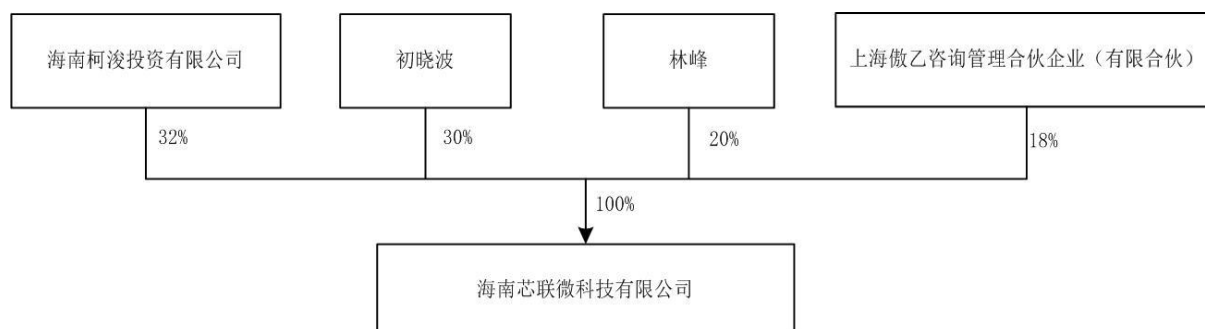 海南柯浚投资有限公司
初晓波
林峰
上海傲乙咨询管理合伙企业（有限合伙）
32%
30%
20%
18%
100%
海南芯联微科技有限公司